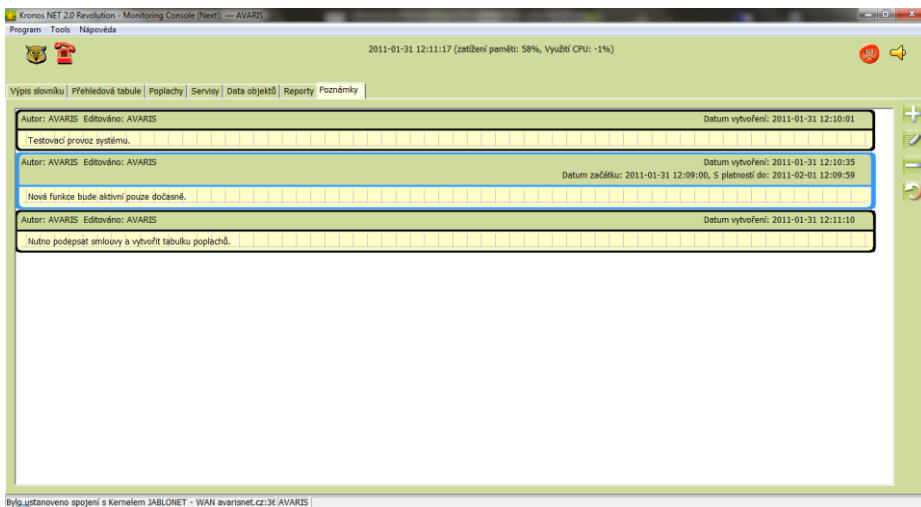 Kronos NET 2.0 Revolution - Monitoring Console (Next!) — AVARIS
Program Tools Nápověda
2011-01-31 12:11:17 (zatížení paměti: 58%, Využití CPU: -1%)
Výpis slovníku Přehledová tabule Poplachy Servisy Data objektů Reporty Poznámky
Autor: AVARIS Editováno: AVARIS Datum vytvoření: 2011-01-31 12:10:01
Testovací provoz systému.
Autor: AVARIS Editováno: AVARIS Datum vytvoření: 2011-01-31 12:10:35
Datum začátku: 2011-01-31 12:09:00, S platností do: 2011-02-01 12:09:59
Nová funkce bude aktivní pouze dočasně.
Autor: AVARIS Editováno: AVARIS Datum vytvoření: 2011-01-31 12:11:10
Nutno podepsat smlouvy a vytvořit tabulku poplachů.
Bylo ustanoveno spojení s Kernelem JABLONET - WAN avarisnet.cz:36 AVARIS